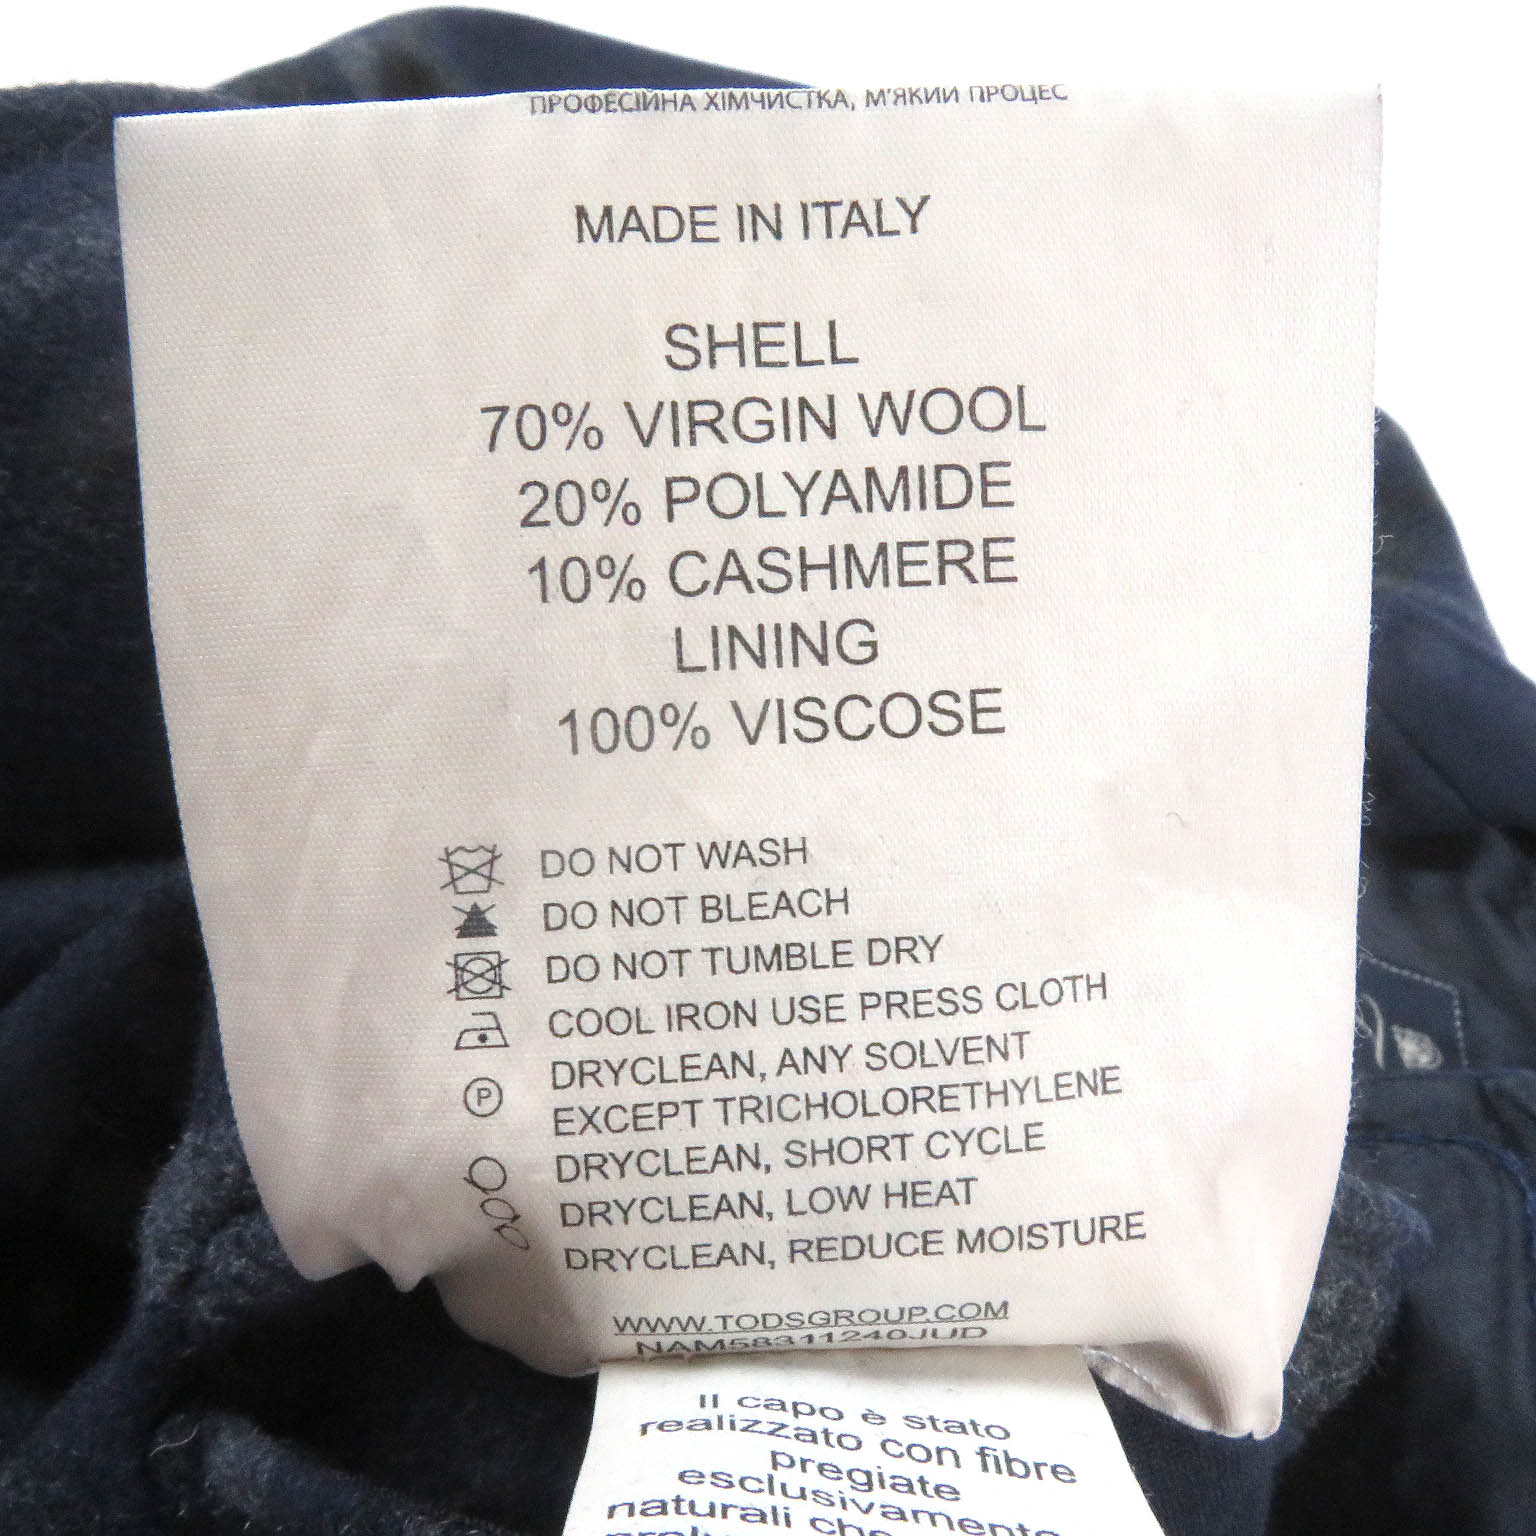 ПРОФЕСІЙНА ХІМЧИСТКА, М'ЯКИЙ ПРОЦЕС
MADE IN ITALY
SHELL
70% VIRGIN WOOL
20% POLYAMIDE
10% CASHMERE
LINING
100% VISCOSE
DO NOT WASH
DO NOT BLEACH
DO NOT TUMBLE DRY
COOL IRON USE PRESS CLOTH
DRYCLEAN, ANY SOLVENT
P
EXCEPT TRICHOLORETHYLENE
DRYCLEAN, SHORT CYCLE
DRYCLEAN, LOW HEAT
DRYCLEAN, REDUCE MOISTURE
WWW.TODSGROUP.COM
NAM58311240JUD
Il capo è stato
realizzato con fibre
pregiate
esclusivamente
naturali che